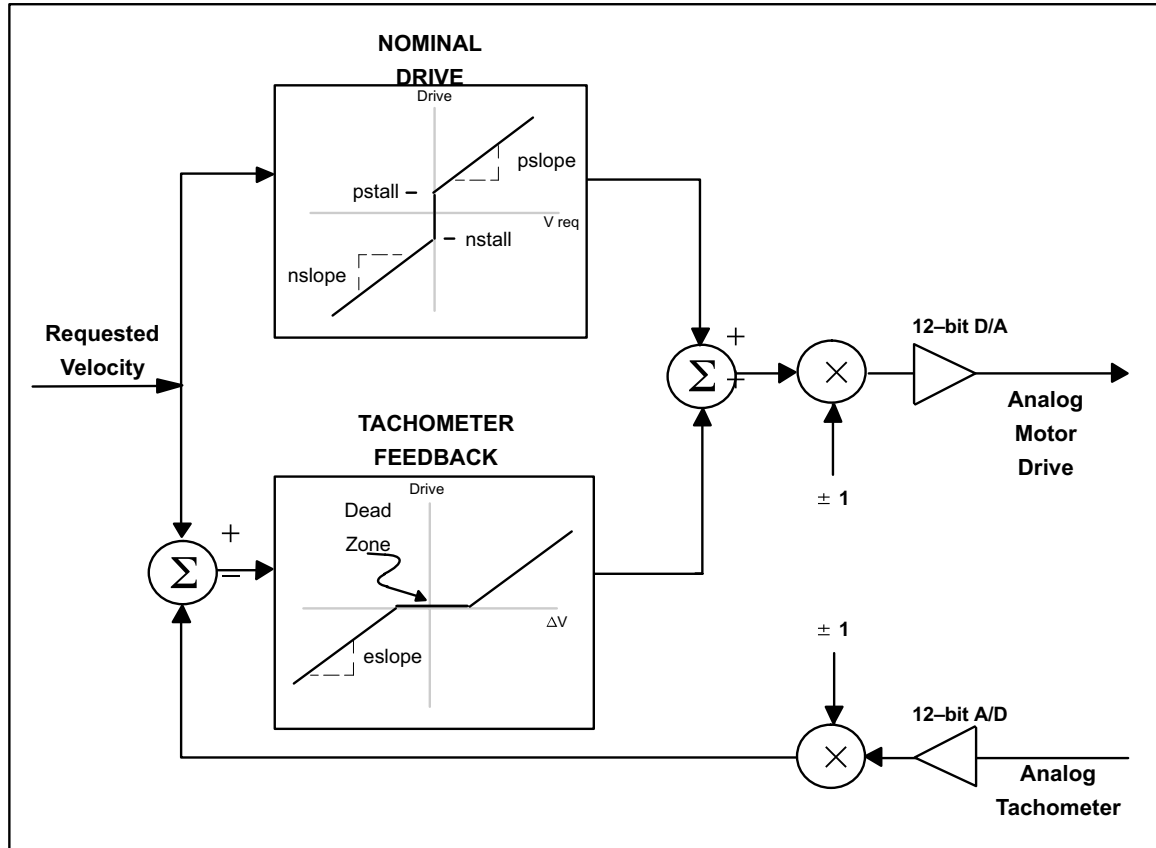 NOMINAL
DRIVE
Drive
pslope
pstall –
V req
– nstall
nslope
Requested
Velocity
Σ
+
+
×
12–bit D/A
Analog
Motor
Drive
± 1
TACHOMETER
FEEDBACK
Drive
Dead
Zone
ΔV
eslope
Σ
+
–
± 1
×
12–bit A/D
Analog
Tachometer